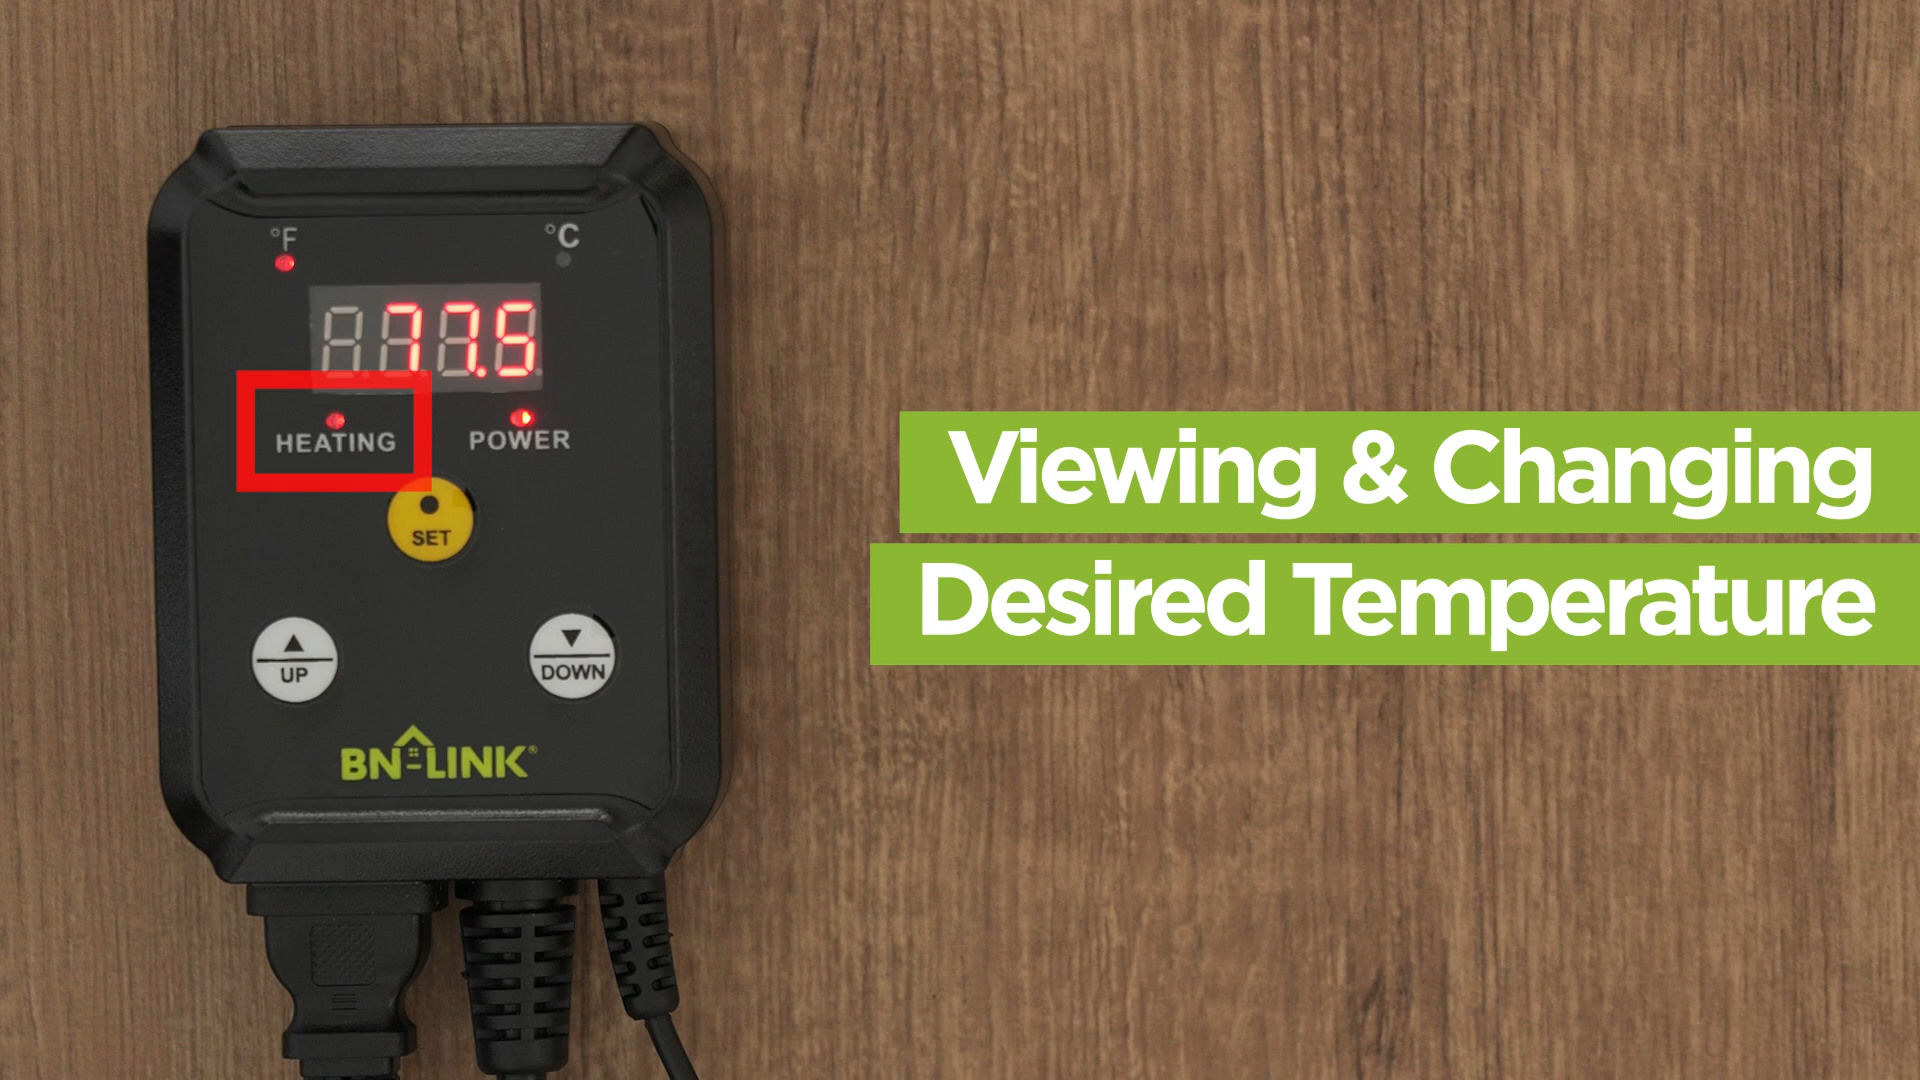 °F °C
77.5
HEATING POWER
SET
UP DOWN
BN-LINK®
Viewing & Changing
Desired Temperature